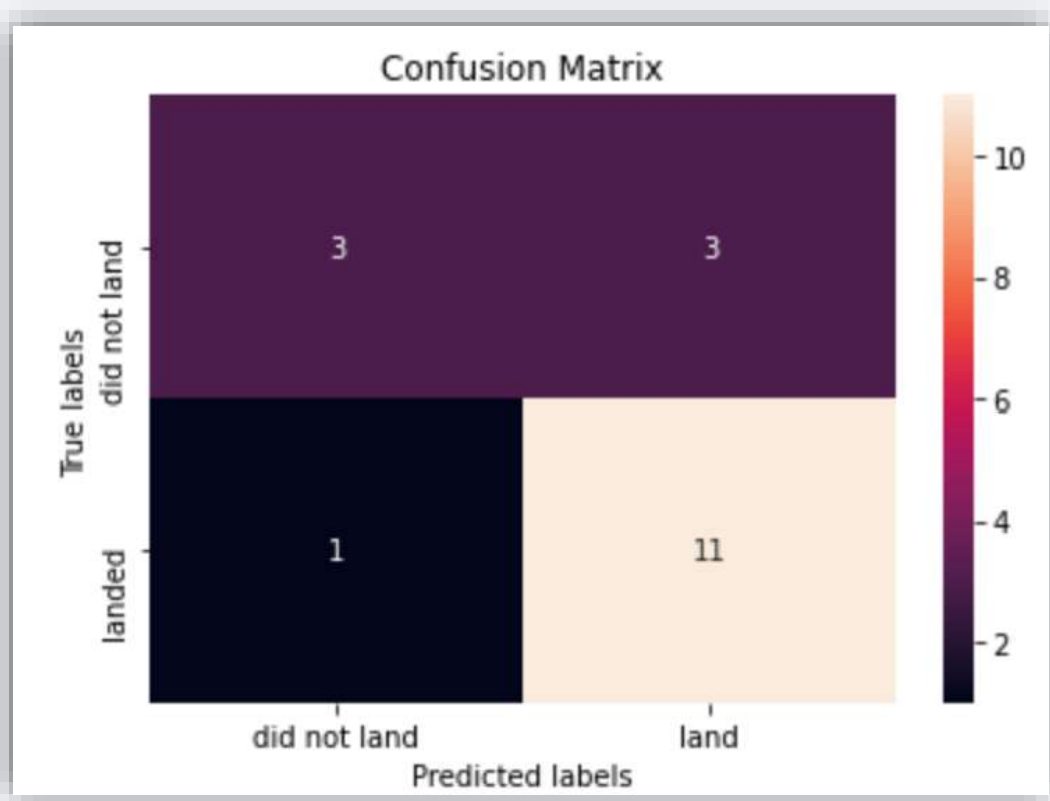 Confusion Matrix
3 3
1 11
True labels
did not land
landed
did not land land
Predicted labels
10
8
6
4
2